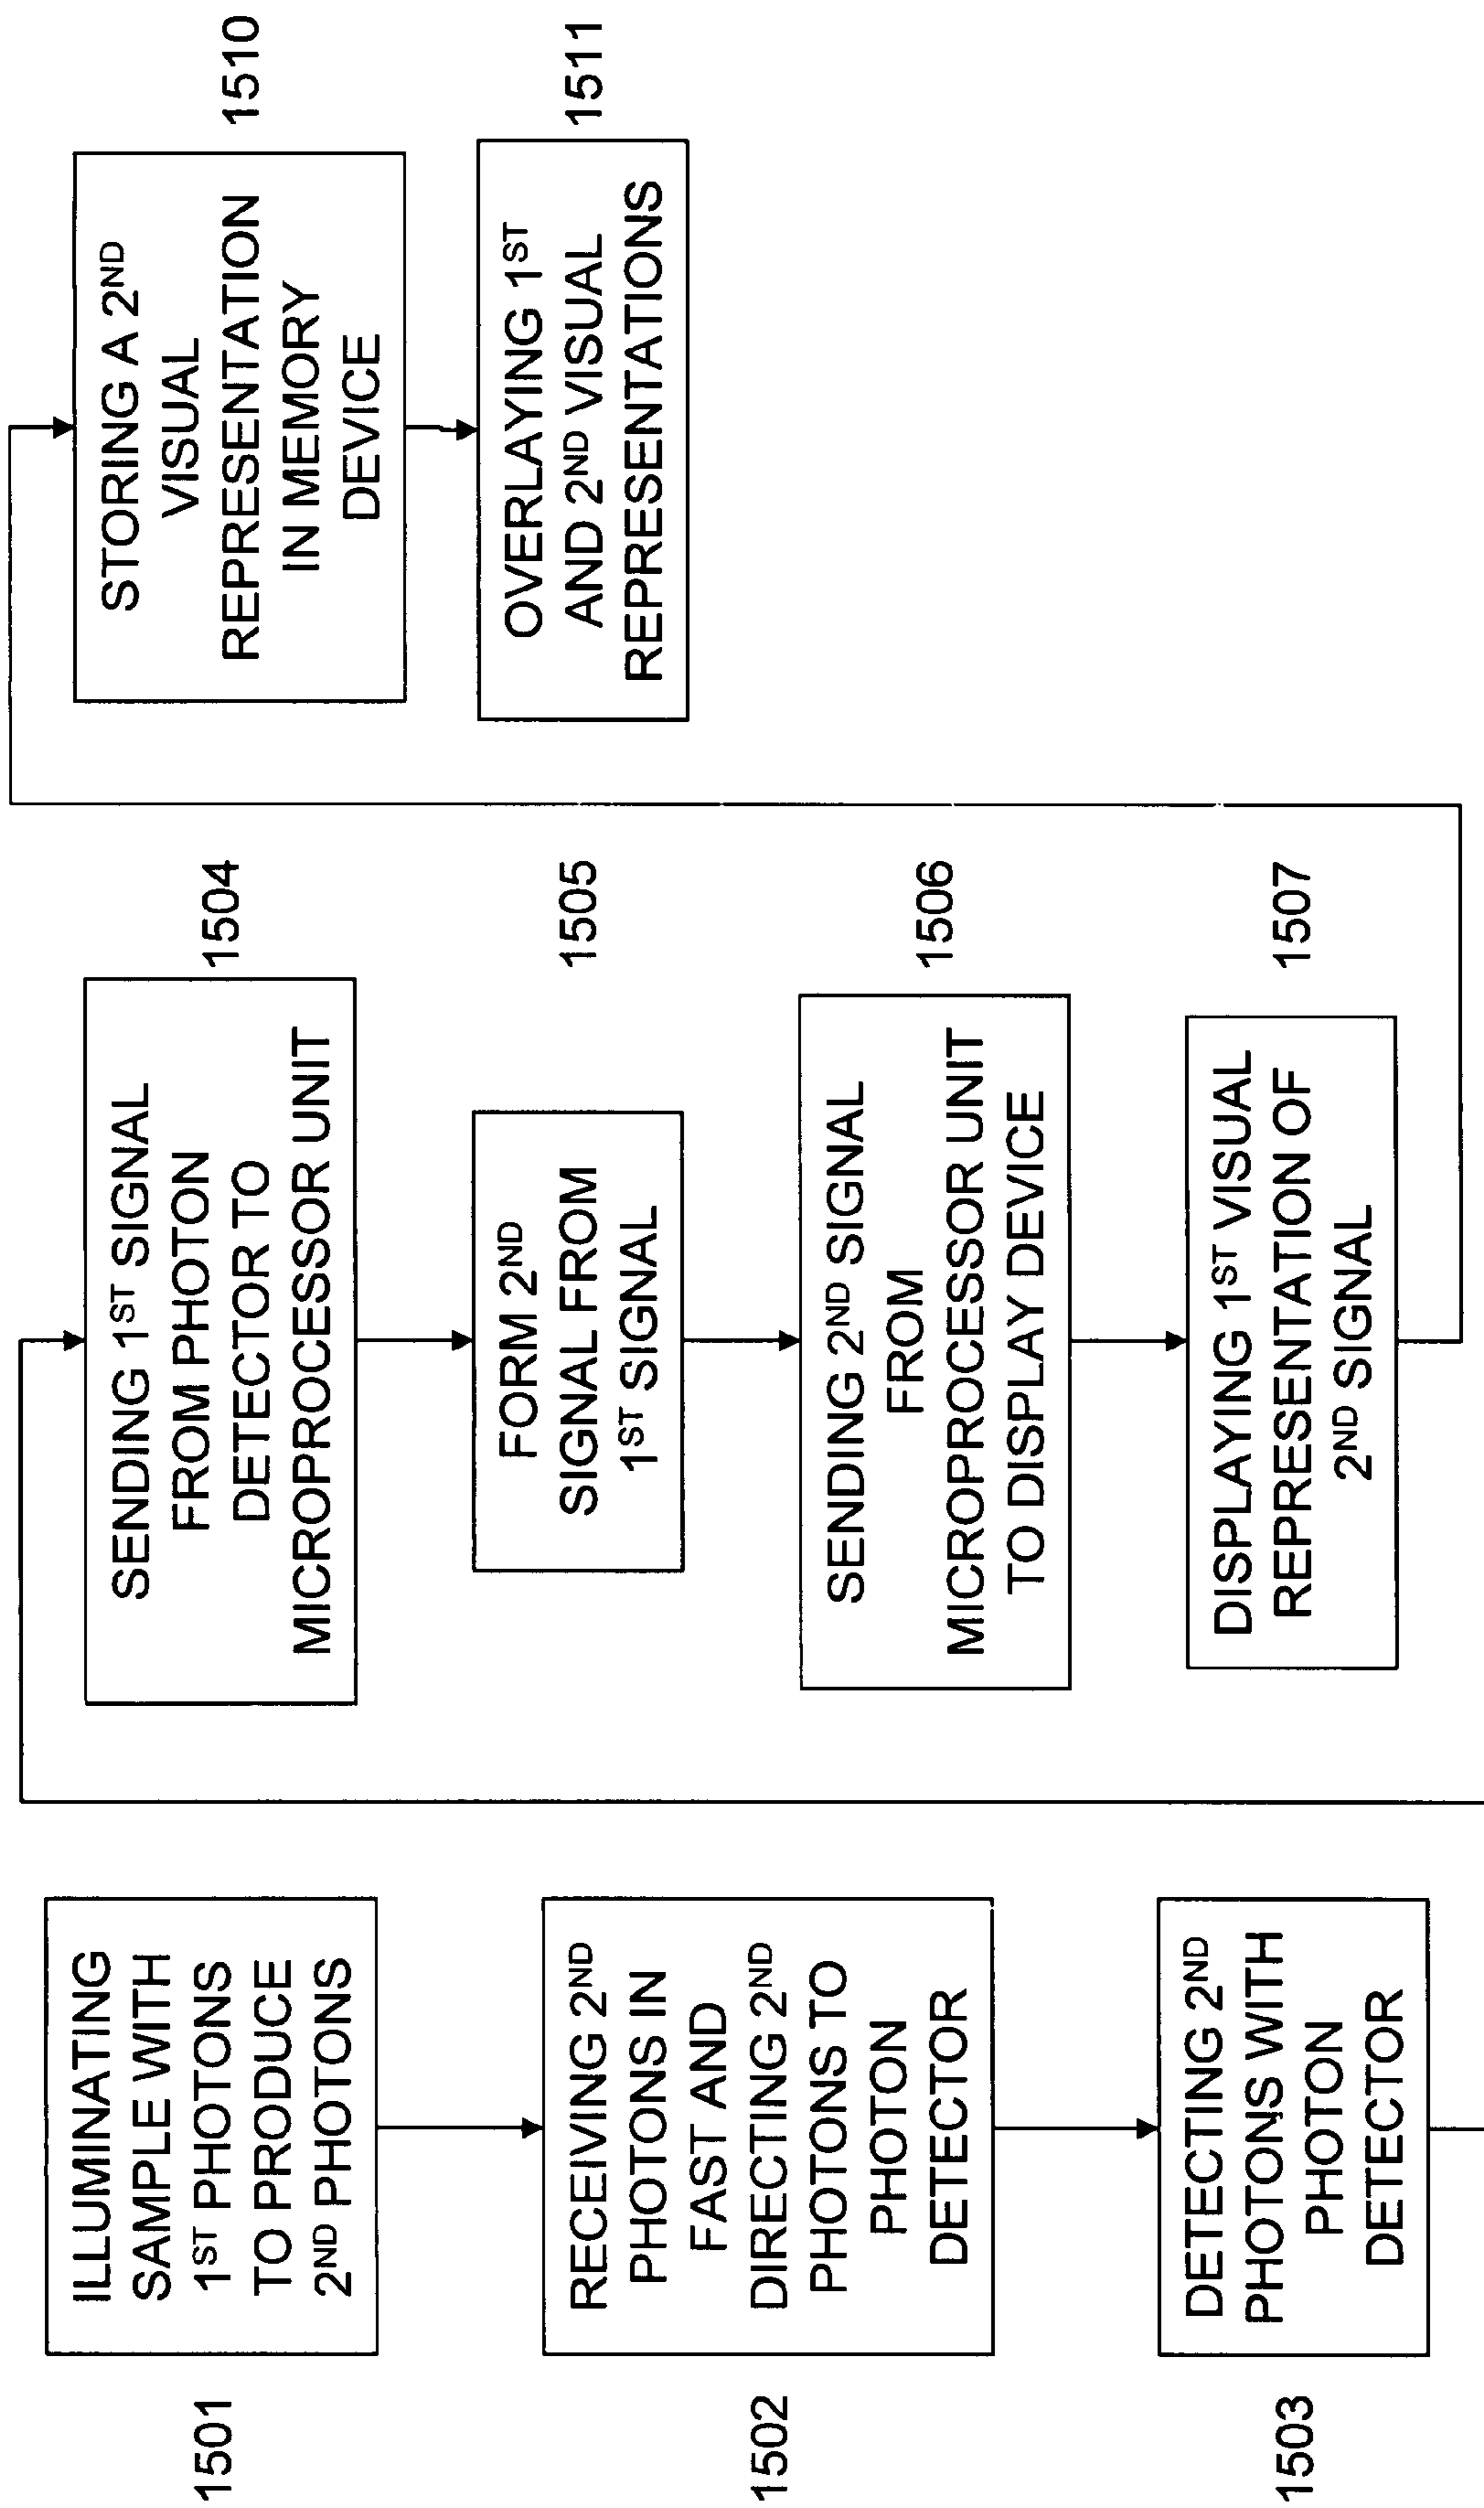 1501
ILLUMINATING
SAMPLE WITH
1ST PHOTONS
TO PRODUCE
2ND PHOTONS
1502
RECEIVING 2ND
PHOTONS IN
FAST AND
DIRECTING 2ND
PHOTONS TO
PHOTON
DETECTOR
1503
DETECTING 2ND
PHOTONS WITH
PHOTON
DETECTOR
SENDING 1ST SIGNAL
FROM PHOTON
DETECTOR TO
MICROPROCESSOR UNIT
1504
FORM 2ND
SIGNAL FROM
1ST SIGNAL
1505
SENDING 2ND SIGNAL
FROM
MICROPROCESSOR UNIT
TO DISPLAY DEVICE
1506
DISPLAYING 1ST VISUAL
REPRESENTATION OF
2ND SIGNAL
1507
STORING A 2ND
VISUAL
REPRESENTATION
IN MEMORY
DEVICE
1510
OVERLAYING 1ST
AND 2ND VISUAL
REPRESENTATIONS
1511